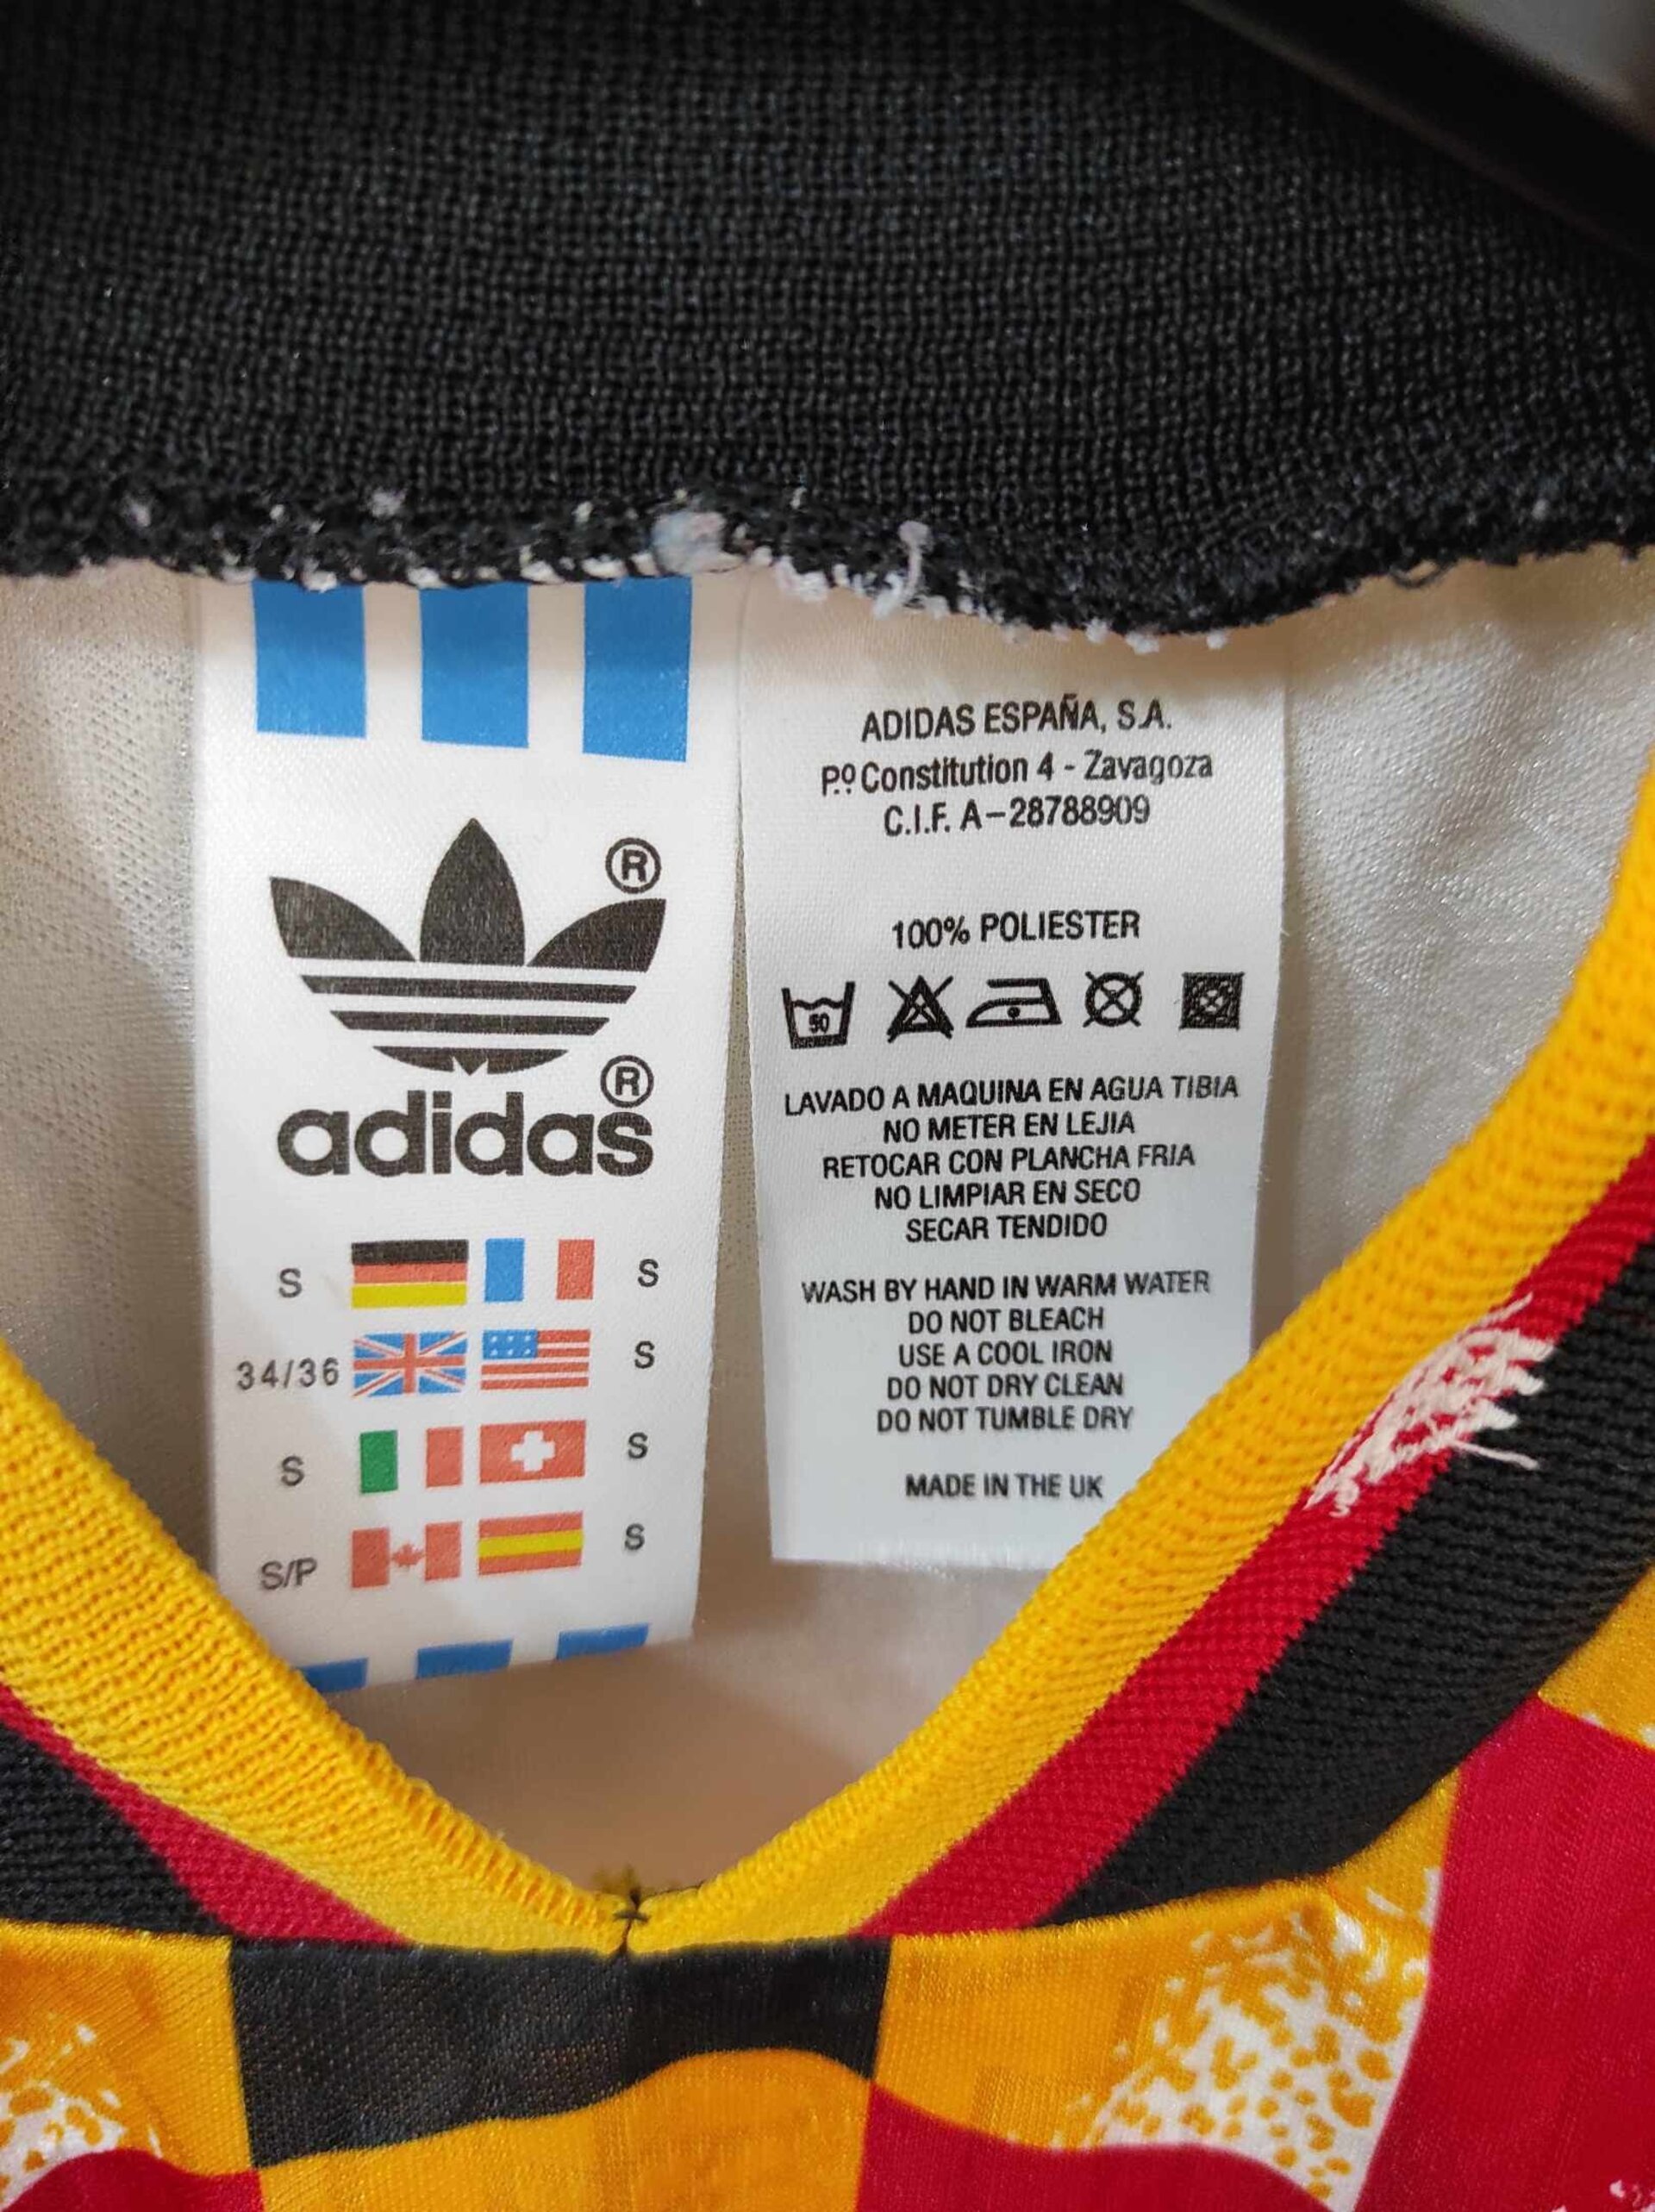 ®
®
adidas
S S
34/36 S
S S
S/P S
ADIDAS ESPAÑA, S.A.
Pº Constitution 4 - Zavagoza
C.I.F. A-28788909
100% POLIESTER
50
LAVADO A MAQUINA EN AGUA TIBIA
NO METER EN LEJIA
RETOCAR CON PLANCHA FRIA
NO LIMPIAR EN SECO
SECAR TENDIDO
WASH BY HAND IN WARM WATER
DO NOT BLEACH
USE A COOL IRON
DO NOT DRY CLEAN
DO NOT TUMBLE DRY
MADE IN THE UK